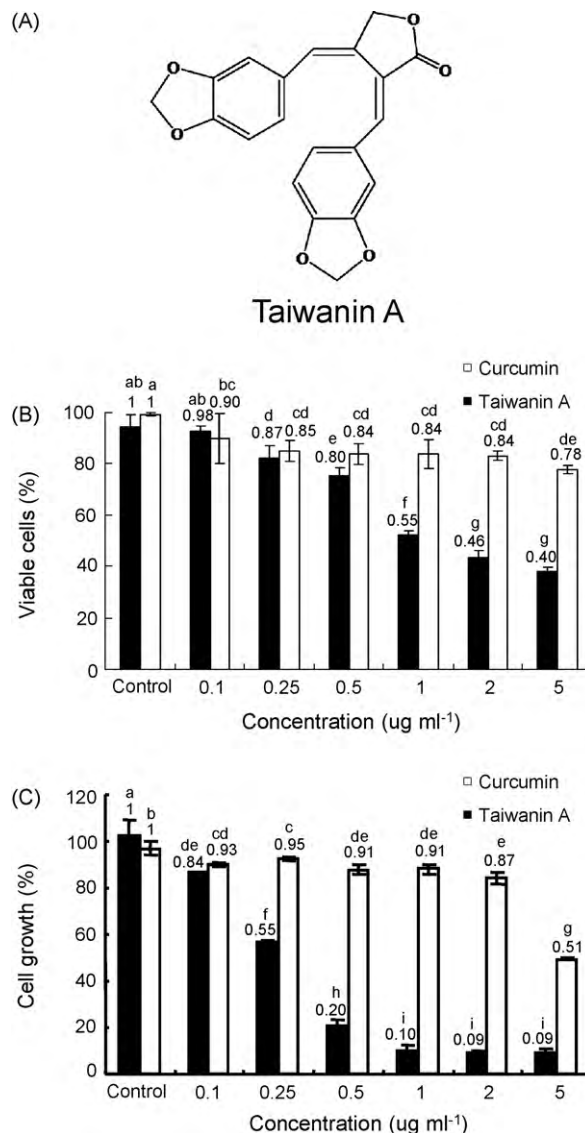 (A)
O
O
O
O
O
O
Taiwanin A
(B)
Viable cells (%)
Curcumin
Taiwanin A
100
80
60
40
20
0
ab a
1 1
ab bc
0.98 0.90
d cd
0.87 0.85
e cd
0.80 0.84
f cd
0.55 0.84
g cd
0.46 0.84
g de
0.40 0.78
Control 0.1 0.25 0.5 1 2 5
Concentration (ug ml-1)
(C)
Cell growth (%)
Curcumin
Taiwanin A
120
100
80
60
40
20
0
a b
1 1
de cd
0.84 0.93
f c
0.55 0.95
h de
0.20 0.91
i de
0.10 0.91
i e
0.09 0.87
i g
0.09 0.51
Control 0.1 0.25 0.5 1 2 5
Concentration (ug ml-1)